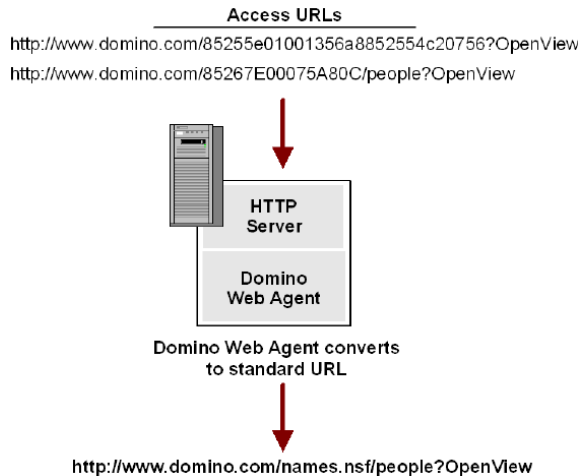 Access URLs
http://www.domino.com/85255e01001356a8852554c20756?OpenView
http://www.domino.com/85267E00075A80C/people?OpenView
HTTP
Server
Domino
Web Agent
Domino Web Agent converts
to standard URL
http://www.domino.com/names.nsf/people?OpenView